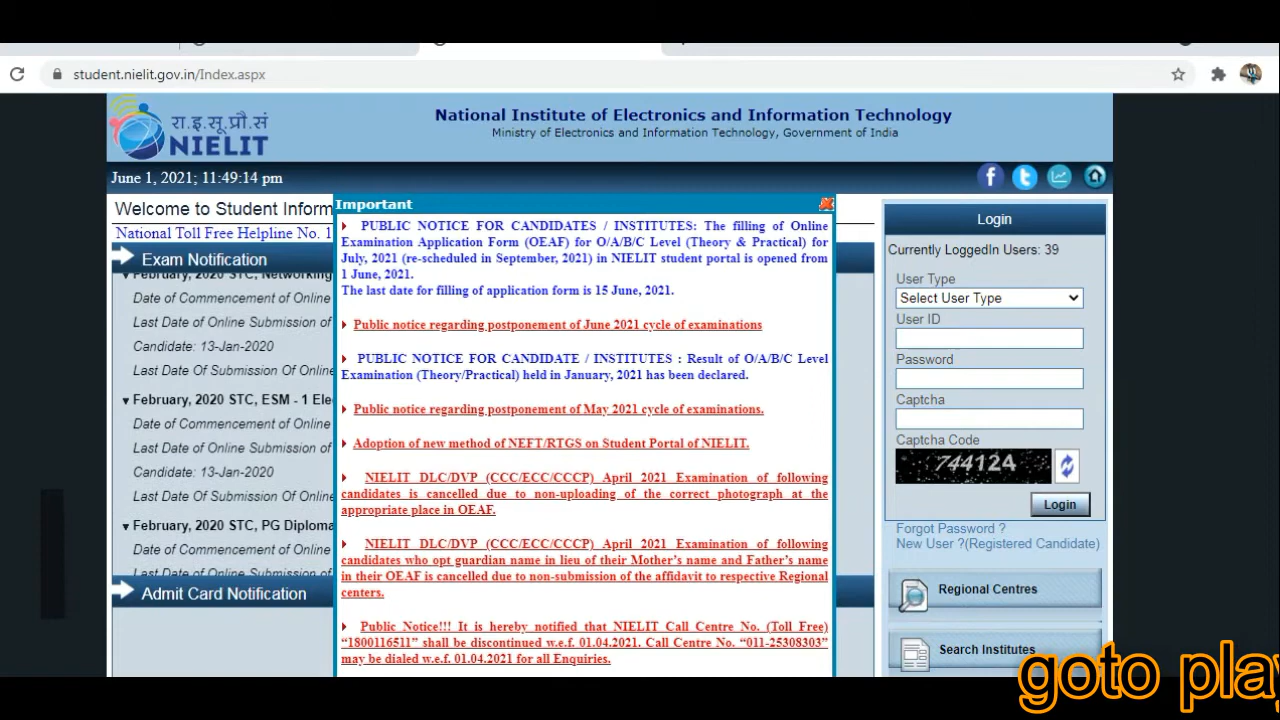 student.nielit.gov.in/Index.aspx
रा.इ.सू.प्रौ.सं
NIELIT
National Institute of Electronics and Information Technology
Ministry of Electronics and Information Technology, Government of India
June 1, 2021; 11:49:14 pm
Welcome to Student Inform
National Toll Free Helpline No. 1
Exam Notification
February, 2020 STC, Networking
Date of Commencement of Online
Last Date of Online Submission of
Candidate: 13-Jan-2020
Last Date Of Submission Of Online
February, 2020 STC, ESM - 1 Ele
Date of Commencement of Online
Last Date of Online Submission of
Candidate: 13-Jan-2020
Last Date Of Submission Of Online
February, 2020 STC, PG Diploma
Date of Commencement of Online
Last Date of Online Submission of
Admit Card Notification
Important
PUBLIC NOTICE FOR CANDIDATES / INSTITUTES: The filling of Online
Examination Application Form (OEAF) for O/A/B/C Level (Theory & Practical) for
July, 2021 (re-scheduled in September, 2021) in NIELIT student portal is opened from
1 June, 2021.
The last date for filling of application form is 15 June, 2021.
Public notice regarding postponement of June 2021 cycle of examinations
PUBLIC NOTICE FOR CANDIDATE / INSTITUTES : Result of O/A/B/C Level
Examination (Theory/Practical) held in January, 2021 has been declared.
Public notice regarding postponement of May 2021 cycle of examinations.
Adoption of new method of NEFT/RTGS on Student Portal of NIELIT.
NIELIT DLC/DVP (CCC/ECC/CCCP) April 2021 Examination of following
candidates is cancelled due to non-uploading of the correct photograph at the
appropriate place in OEAF.
NIELIT DLC/DVP (CCC/ECC/CCCP) April 2021 Examination of following
candidates who opt guardian name in lieu of their Mother's name and Father's name
in their OEAF is cancelled due to non-submission of the affidavit to respective Regional
centers.
Public Notice!!! It is hereby notified that NIELIT Call Centre No. (Toll Free)
“1800116511” shall be discontinued w.e.f. 01.04.2021. Call Centre No. “011-25308303”
may be dialed w.e.f. 01.04.2021 for all Enquiries.
Login
Currently LoggedIn Users: 39
User Type
Select User Type
User ID
Password
Captcha
Captcha Code
744124
Login
Forgot Password ?
New User ?(Registered Candidate)
Regional Centres
Search Institutes
goto play